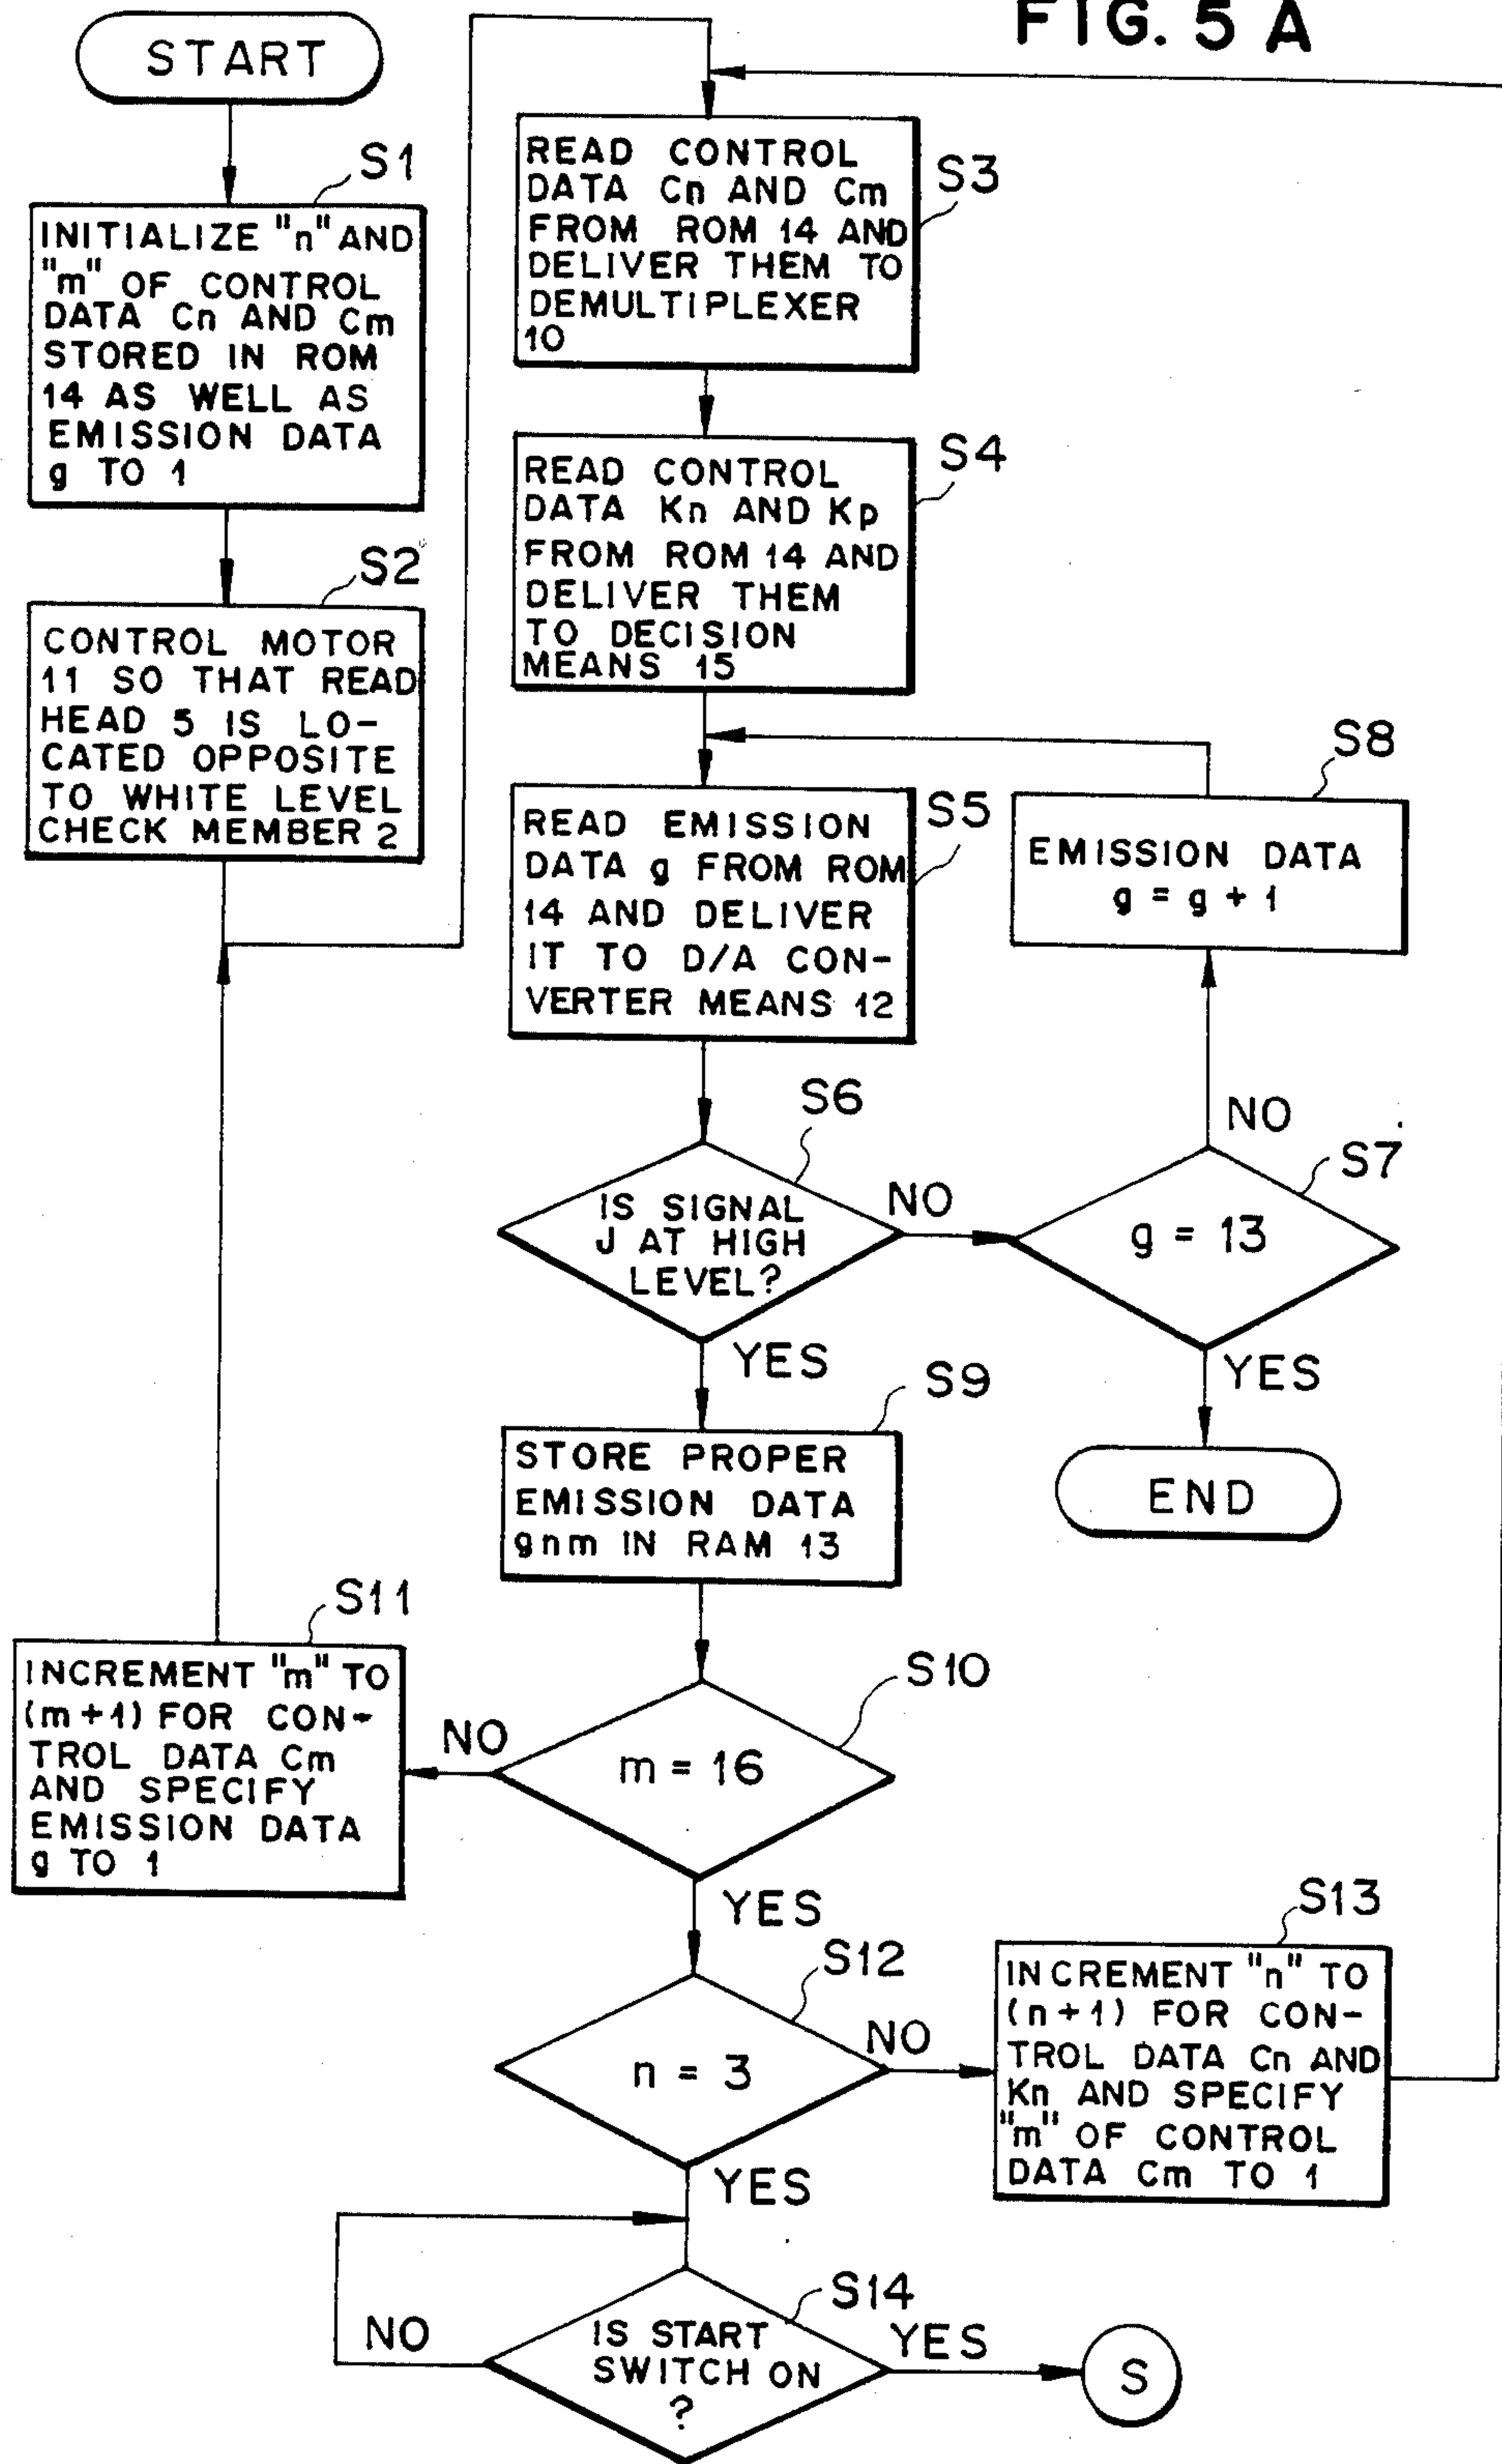 FIG. 5 A
START
S1
INITIALIZE "n" AND
"m" OF CONTROL
DATA Cn AND Cm
STORED IN ROM
14 AS WELL AS
EMISSION DATA
g TO 1
S2
CONTROL MOTOR
11 SO THAT READ
HEAD 5 IS LO-
CATED OPPOSITE
TO WHITE LEVEL
CHECK MEMBER 2
S3
READ CONTROL
DATA Cn AND Cm
FROM ROM 14 AND
DELIVER THEM TO
DEMULTIPLEXER
10
S4
READ CONTROL
DATA Kn AND Kp
FROM ROM 14 AND
DELIVER THEM
TO DECISION
MEANS 15
S5
READ EMISSION
DATA g FROM ROM
14 AND DELIVER
IT TO D/A CON-
VERTER MEANS 12
S8
EMISSION DATA
g = g + 1
S6
IS SIGNAL
J AT HIGH
LEVEL?
NO
YES
S7
g = 13
NO
YES
END
S9
STORE PROPER
EMISSION DATA
gnm IN RAM 13
S10
m = 16
NO
YES
S11
INCREMENT "m" TO
(m+1) FOR CON-
TROL DATA Cm
AND SPECIFY
EMISSION DATA
g TO 1
S12
n = 3
NO
YES
S13
INCREMENT "n" TO
(n+1) FOR CON-
TROL DATA Cn AND
Kn AND SPECIFY
"m" OF CONTROL
DATA Cm TO 1
S14
IS START
SWITCH ON
?
NO
YES
S